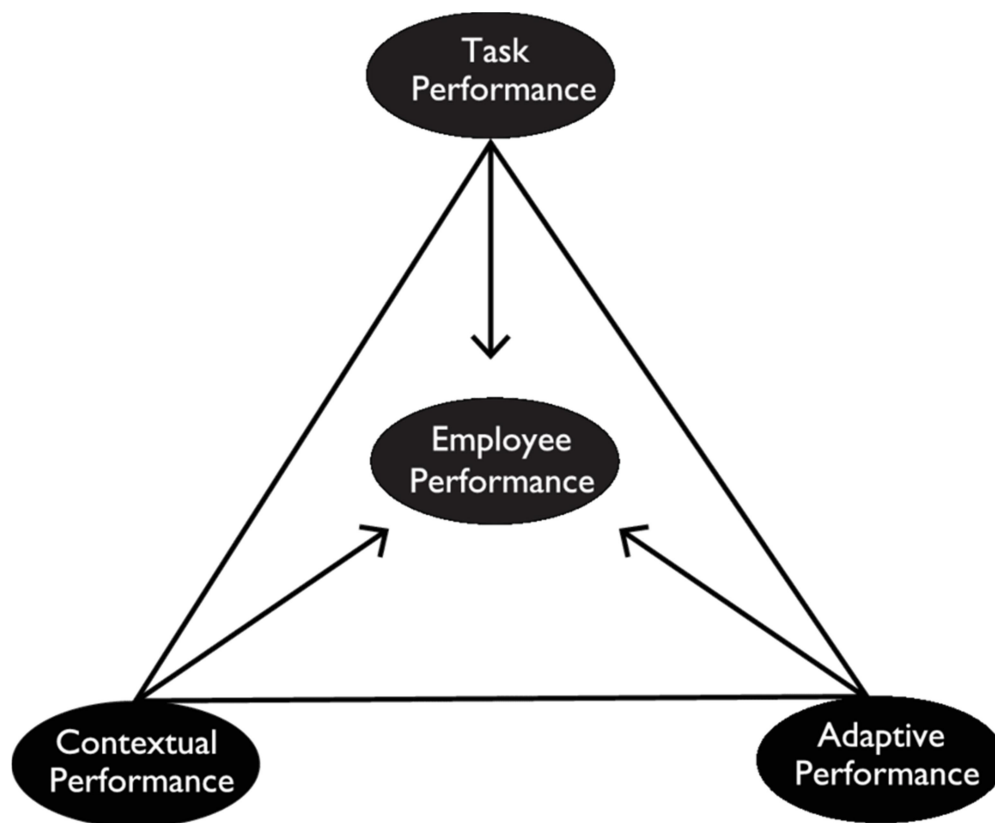 Task
Performance
Employee
Performance
Contextual
Performance
Adaptive
Performance